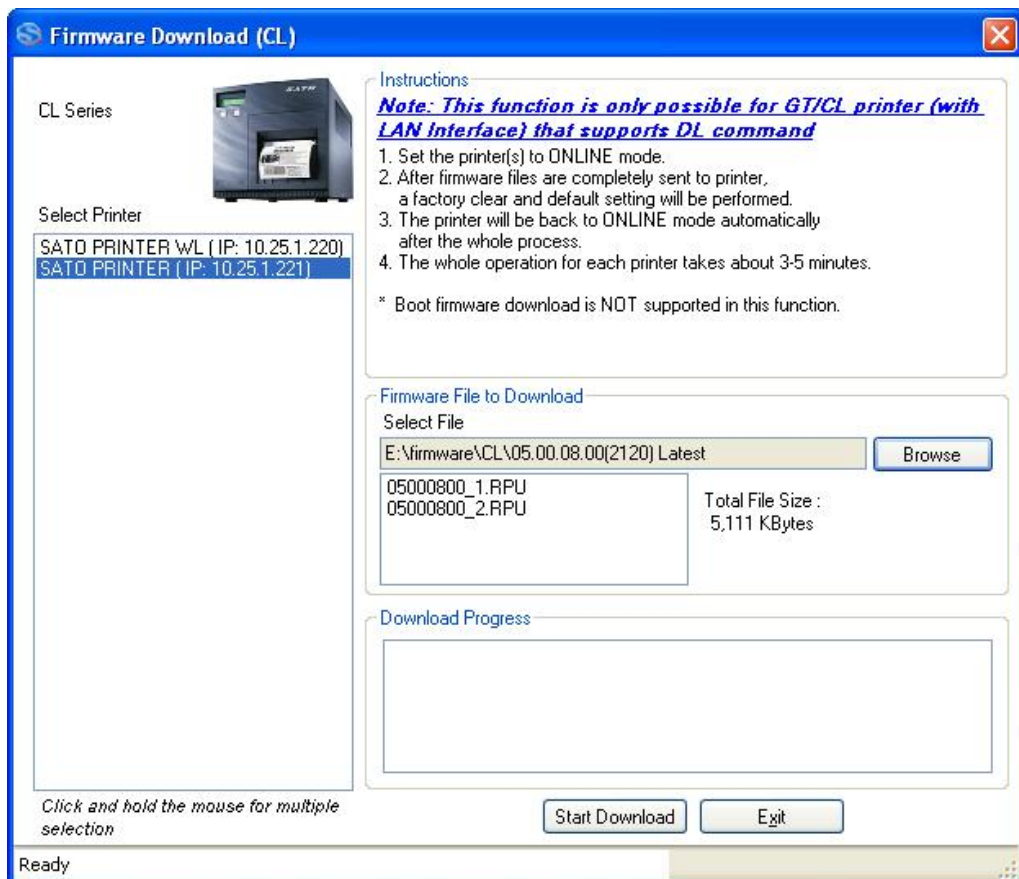 Firmware Download (CL)
CL Series
SATO
Select Printer
SATO PRINTER WL ( IP: 10.25.1.220)
SATO PRINTER ( IP: 10.25.1.221)
Click and hold the mouse for multiple
selection
Instructions
Note: This function is only possible for GT/CL printer (with
LAN Interface) that supports DL command
1. Set the printer(s) to ONLINE mode.
2. After firmware files are completely sent to printer,
a factory clear and default setting will be performed.
3. The printer will be back to ONLINE mode automatically
after the whole process.
4. The whole operation for each printer takes about 3-5 minutes.
* Boot firmware download is NOT supported in this function.
Firmware File to Download
Select File
E:\firmware\CL\05.00.08.00(2120) Latest
Browse
05000800_1.RPU
05000800_2.RPU
Total File Size :
5,111 KBytes
Download Progress
Start Download
Exit
Ready